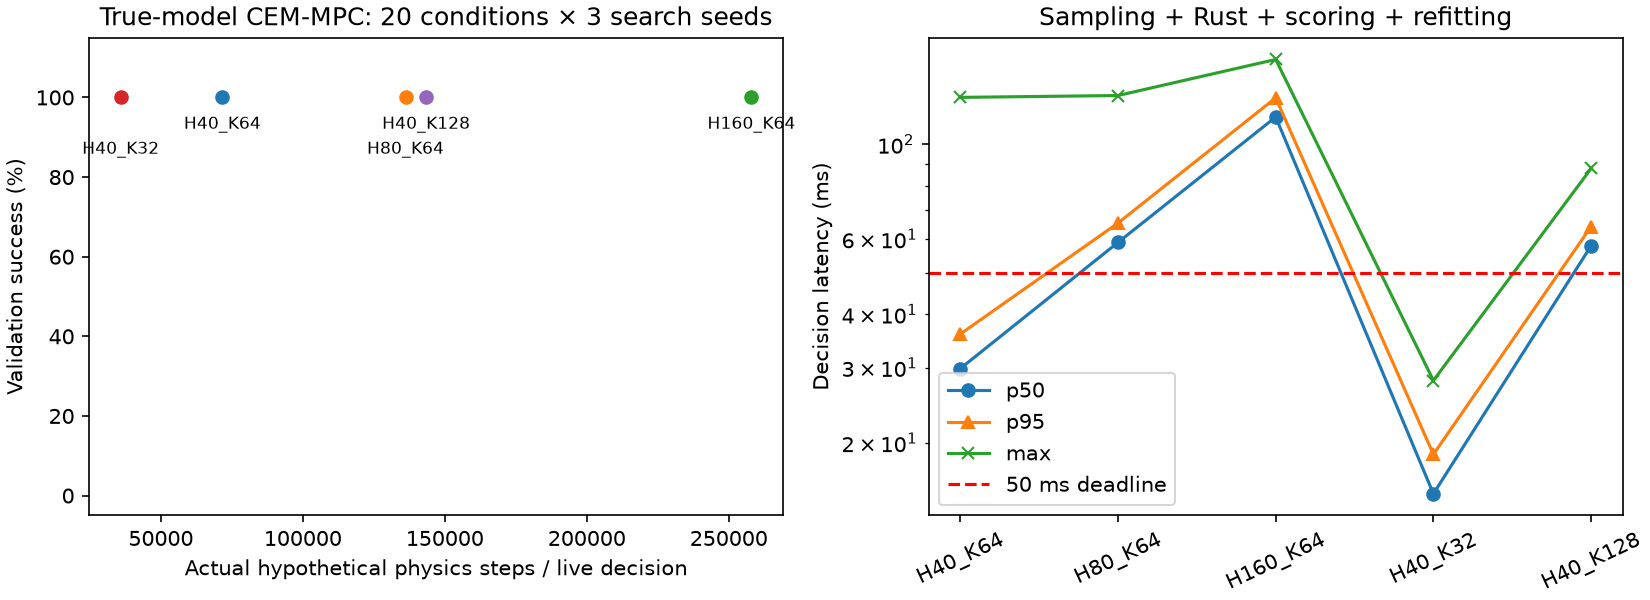 True-model CEM-MPC: 20 conditions × 3 search seeds
Validation success (%)
100
80
60
40
20
0
H40_K32
H40_K64
H80_K64
H40_K128
H160_K64
50000
100000
150000
200000
250000
Actual hypothetical physics steps / live decision
Sampling + Rust + scoring + refitting
Decision latency (ms)
10²
6 × 10¹
4 × 10¹
3 × 10¹
2 × 10¹
p50
p95
max
50 ms deadline
H40_K64
H80_K64
H160_K64
H40_K32
H40_K128